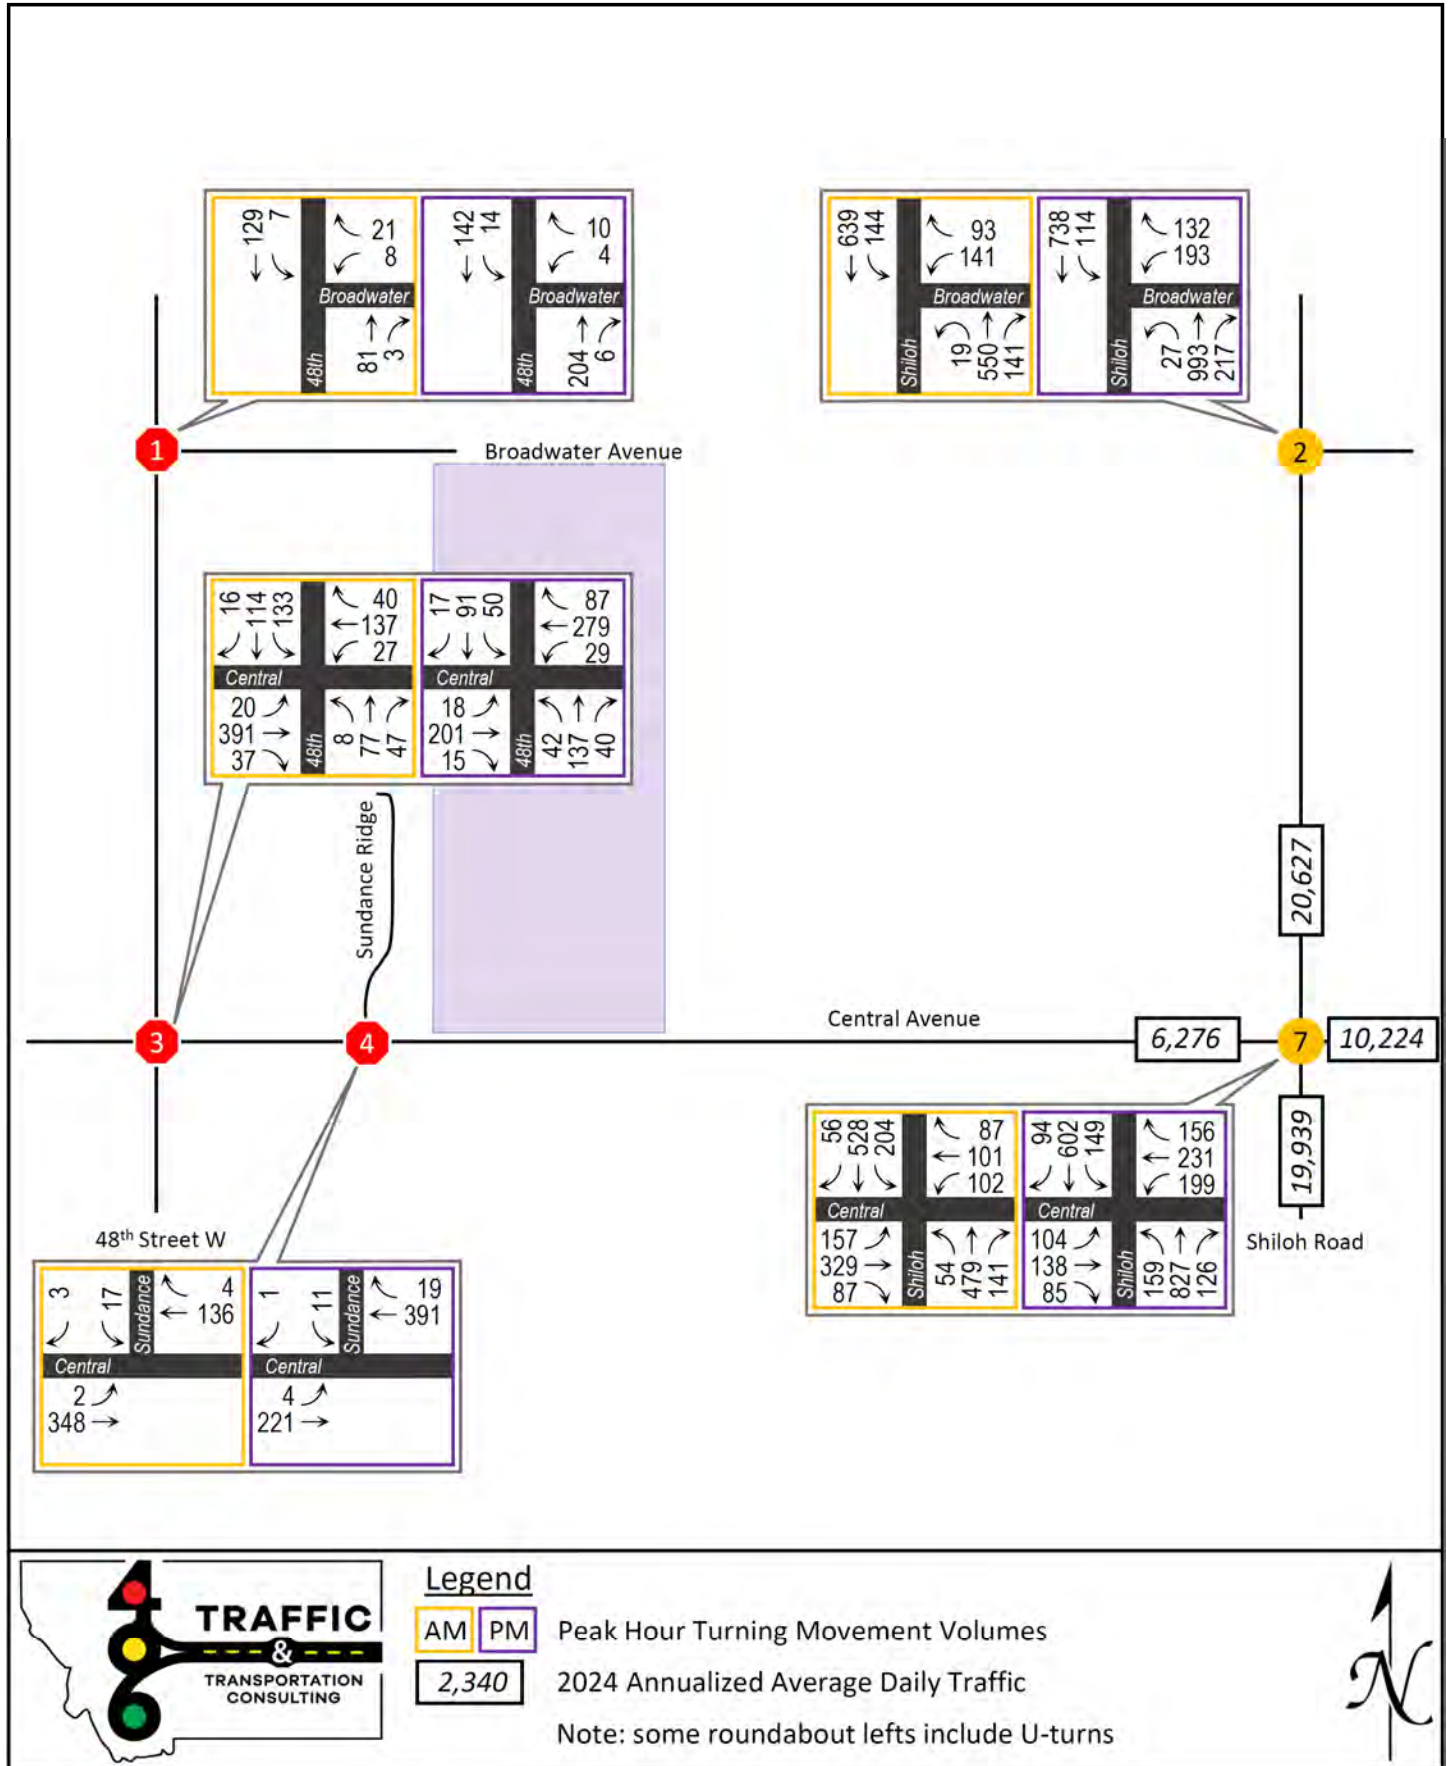 129
7
21
8
Broadwater
48th
81
3
142
14
10
4
Broadwater
48th
204
6
639
144
93
141
Broadwater
Shiloh
19
550
141
738
114
132
193
Broadwater
Shiloh
27
993
217
1
Broadwater Avenue
2
16
114
133
40
137
27
Central
20
391
37
48th
8
77
47
17
91
50
87
279
29
Central
18
201
15
48th
42
137
40
Sundance Ridge
20,627
Central Avenue
3
4
6,276
7
10,224
19,939
56
528
204
87
101
102
Central
157
329
87
Shiloh
54
479
141
94
602
149
156
231
199
Central
104
138
85
Shiloh
159
827
126
48th Street W
Shiloh Road
3
17
Sundance
4
136
Central
2
348
1
11
Sundance
19
391
Central
4
221
406
TRAFFIC
&
TRANSPORTATION
CONSULTING
Legend
AM PM Peak Hour Turning Movement Volumes
2,340 2024 Annualized Average Daily Traffic
Note: some roundabout lefts include U-turns
N